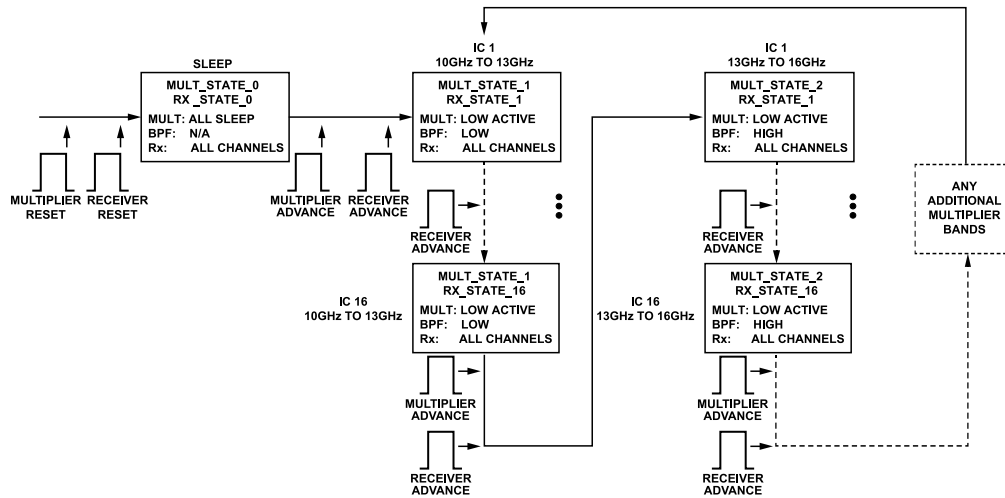 SLEEP
MULT_STATE_0
RX_STATE_0
MULT: ALL SLEEP
BPF: N/A
Rx: ALL CHANNELS
MULTIPLIER
RESET
RECEIVER
RESET
MULTIPLIER
ADVANCE
RECEIVER
ADVANCE
IC 1
10GHz TO 13GHz
MULT_STATE_1
RX_STATE_1
MULT: LOW ACTIVE
BPF: LOW
Rx: ALL CHANNELS
RECEIVER
ADVANCE
IC 16
10GHz TO 13GHz
MULT_STATE_1
RX_STATE_16
MULT: LOW ACTIVE
BPF: LOW
Rx: ALL CHANNELS
MULTIPLIER
ADVANCE
RECEIVER
ADVANCE
IC 1
13GHz TO 16GHz
MULT_STATE_2
RX_STATE_1
MULT: LOW ACTIVE
BPF: HIGH
Rx: ALL CHANNELS
RECEIVER
ADVANCE
IC 16
13GHz TO 16GHz
MULT_STATE_2
RX_STATE_16
MULT: LOW ACTIVE
BPF: HIGH
Rx: ALL CHANNELS
MULTIPLIER
ADVANCE
RECEIVER
ADVANCE
ANY
ADDITIONAL
MULTIPLIER
BANDS